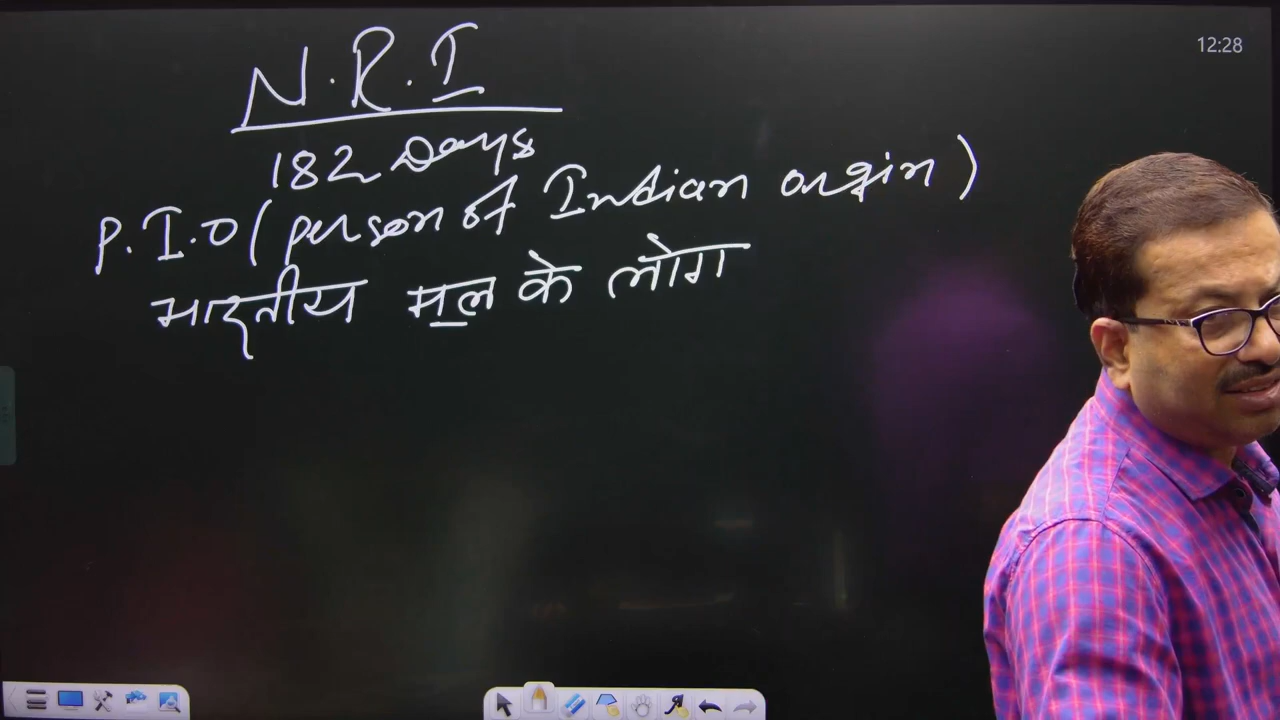 12:28
N.R.I
182 Days
P.I.O (person of Indian origin)
भारतीय मूल के लोग